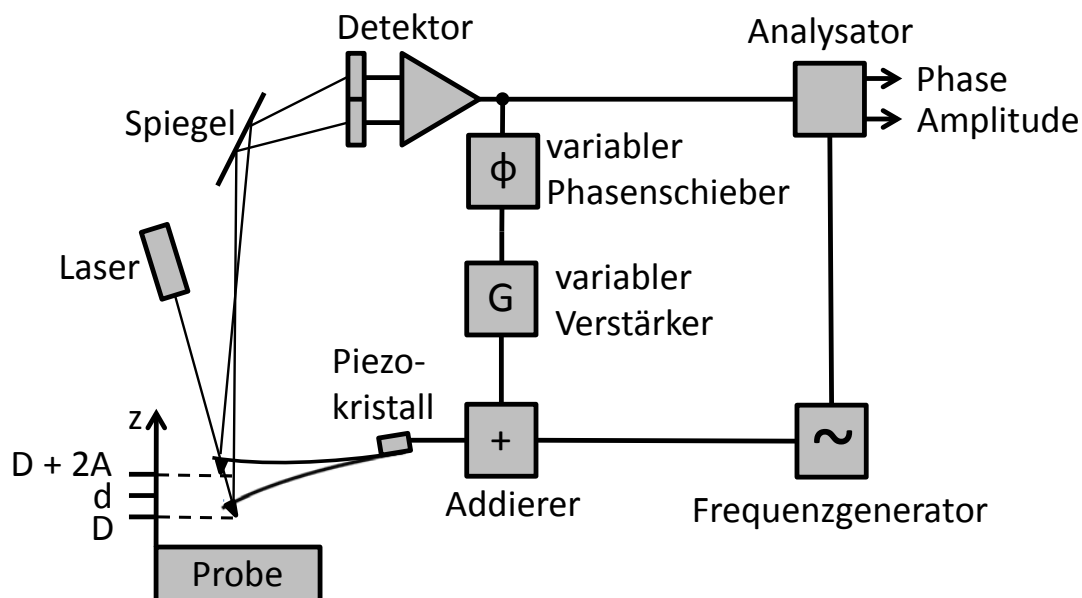 Detektor
Analysator
Phase
Amplitude
Spiegel
ϕ
variabler
Phasenschieber
Laser
G
variabler
Verstärker
Piezo-
kristall
z
+
~
D + 2A
d
D
Addierer
Frequenzgenerator
Probe